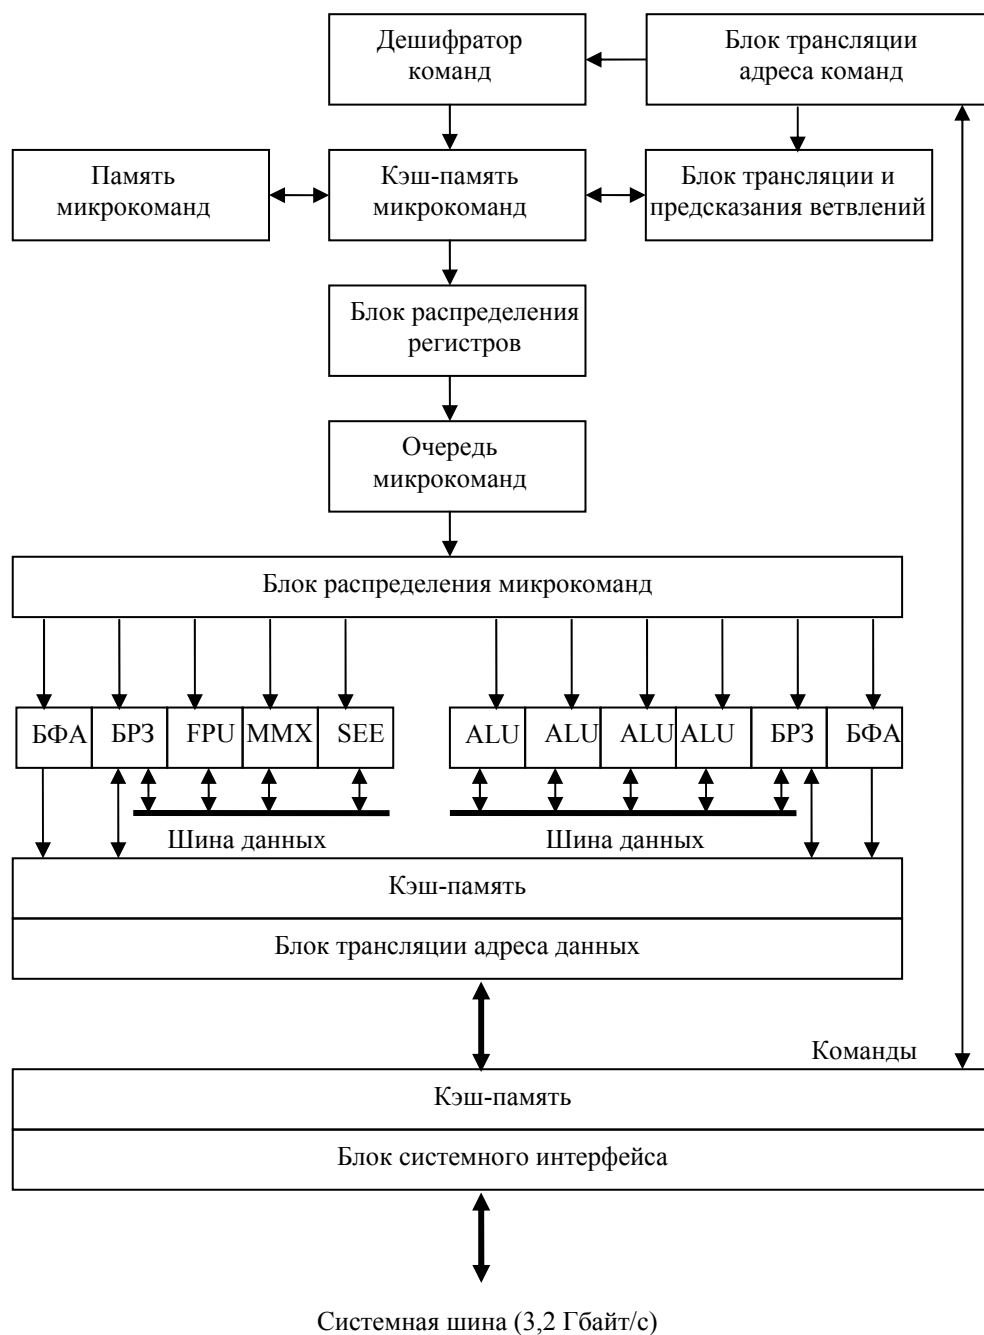 Дешифратор
команд
Блок трансляции
адреса команд
Память
микрокоманд
Кэш-память
микрокоманд
Блок трансляции и
предсказания ветвлений
Блок распределения
регистров
Очередь
микрокоманд
Блок распределения микрокоманд
БФА БРЗ FPU MMX SEE ALU ALU ALU ALU БРЗ БФА
Шина данных Шина данных
Кэш-память
Блок трансляции адреса данных
Команды
Кэш-память
Блок системного интерфейса
Системная шина (3,2 Гбайт/с)